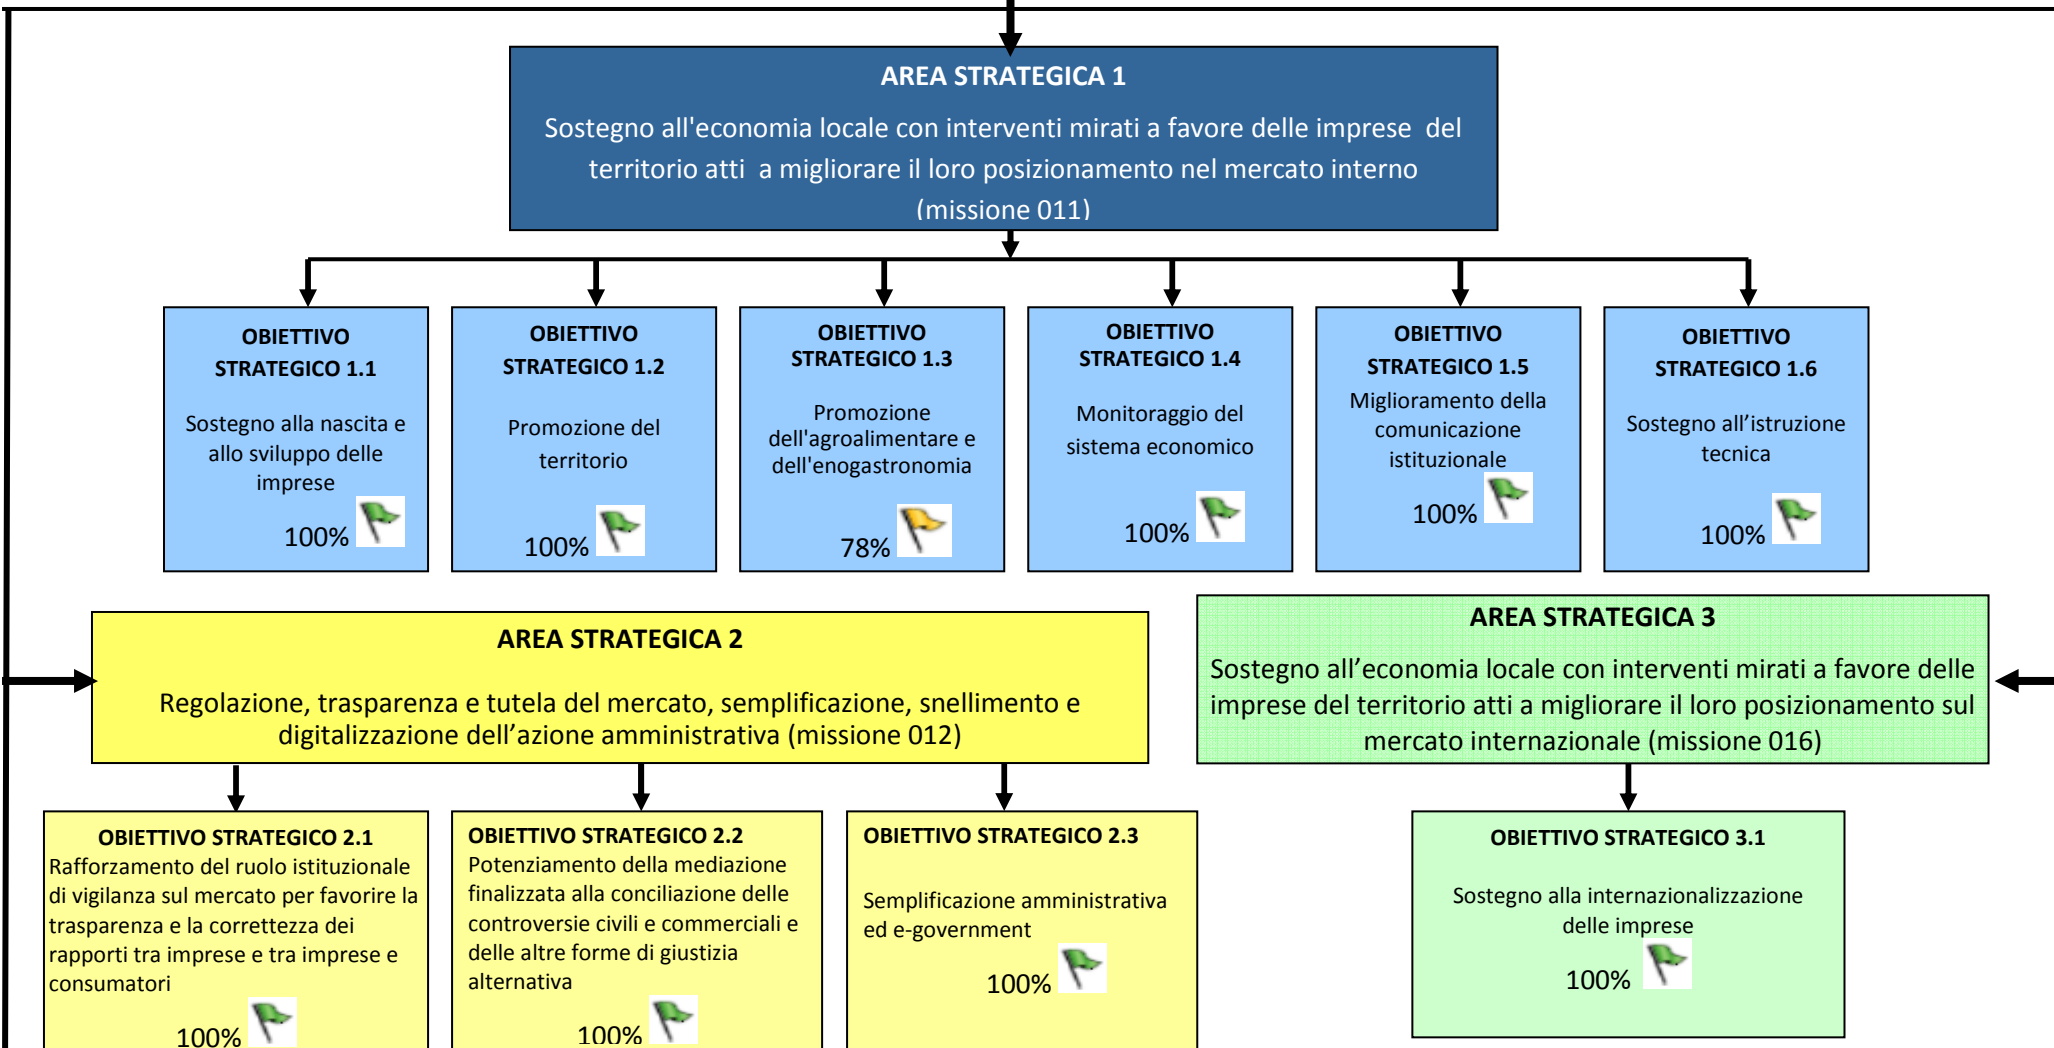 AREA STRATEGICA 1
Sostegno all'economia locale con interventi mirati a favore delle imprese del
territorio atti a migliorare il loro posizionamento nel mercato interno
(missione 011)
OBIETTIVO
STRATEGICO 1.1
Sostegno alla nascita e
allo sviluppo delle
imprese
100%
OBIETTIVO
STRATEGICO 1.2
Promozione del
territorio
100%
OBIETTIVO
STRATEGICO 1.3
Promozione
dell'agroalimentare e
dell'enogastronomia
78%
OBIETTIVO
STRATEGICO 1.4
Monitoraggio del
sistema economico
100%
OBIETTIVO
STRATEGICO 1.5
Miglioramento della
comunicazione
istituzionale
100%
OBIETTIVO
STRATEGICO 1.6
Sostegno all’istruzione
tecnica
100%
AREA STRATEGICA 2
Regolazione, trasparenza e tutela del mercato, semplificazione, snellimento e
digitalizzazione dell’azione amministrativa (missione 012)
AREA STRATEGICA 3
Sostegno all’economia locale con interventi mirati a favore delle
imprese del territorio atti a migliorare il loro posizionamento sul
mercato internazionale (missione 016)
OBIETTIVO STRATEGICO 2.1
Rafforzamento del ruolo istituzionale
di vigilanza sul mercato per favorire la
trasparenza e la correttezza dei
rapporti tra imprese e tra imprese e
consumatori
100%
OBIETTIVO STRATEGICO 2.2
Potenziamento della mediazione
finalizzata alla conciliazione delle
controversie civili e commerciali e
delle altre forme di giustizia
alternativa
100%
OBIETTIVO STRATEGICO 2.3
Semplificazione amministrativa
ed e-government
100%
OBIETTIVO STRATEGICO 3.1
Sostegno alla internazionalizzazione
delle imprese
100%